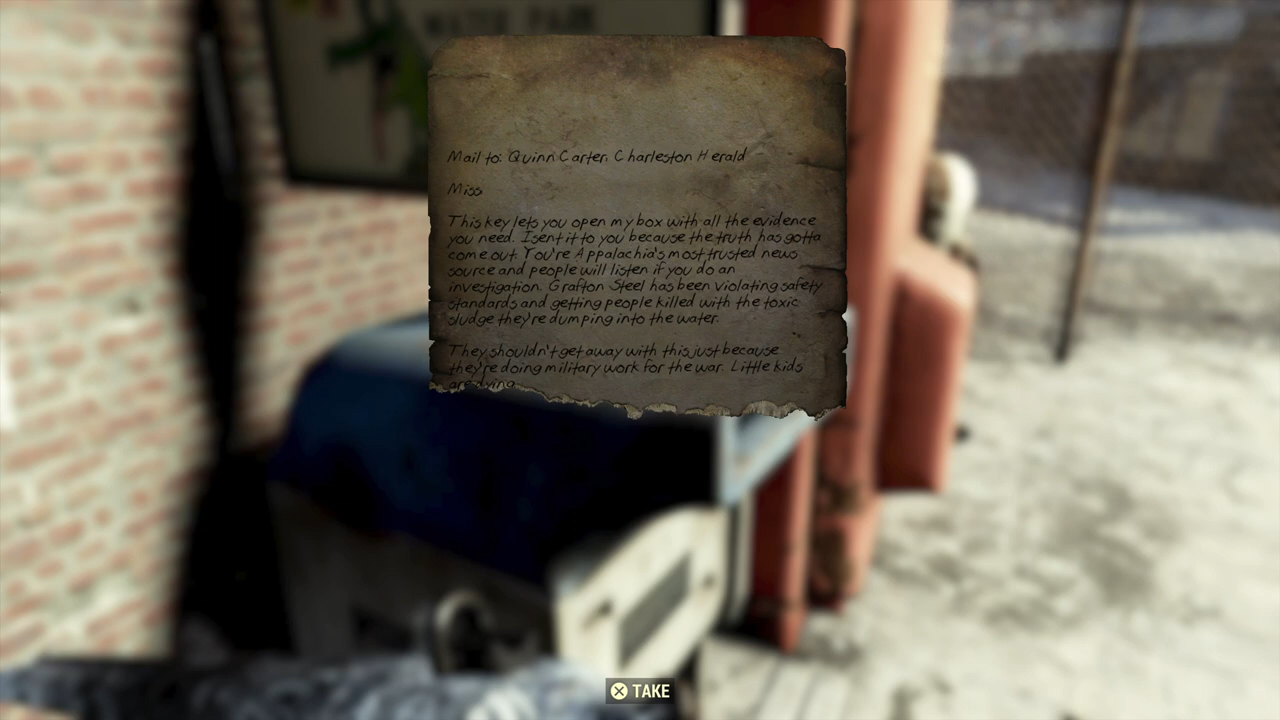 WATER PARK
Mail to: Quinn Carter, Charleston Herald
Miss
This key lets you open my box with all the evidence
you need. I sent it to you because the truth has gotta
come out. You're Appalachia's most trusted news
source and people will listen if you do an
investigation. Grafton Steel has been violating safety
standards and getting people killed with the toxic
sludge they're dumping into the water.
They shouldn't get away with this just because
they're doing military work for the war. Little kids
are dying
TAKE